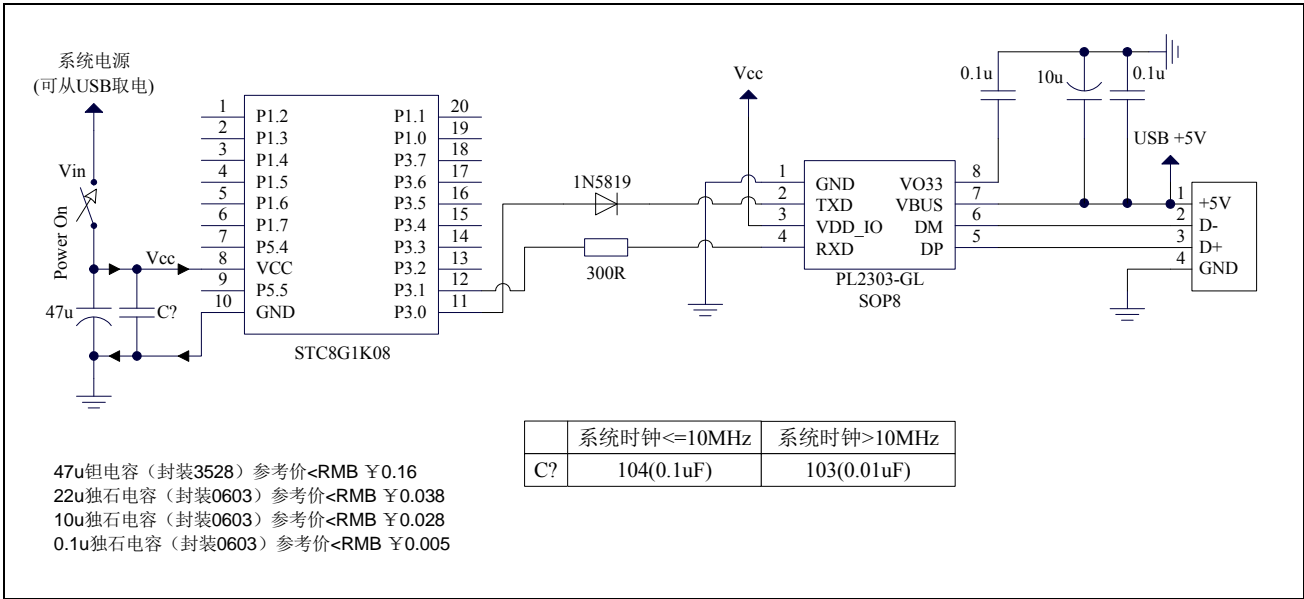 系统电源
(可从USB取电)
Vin
Power On
Vcc
47u
C?
1 P1.2
2 P1.3
3 P1.4
4 P1.5
5 P1.6
6 P1.7
7 P5.4
8 VCC
9 P5.5
10 GND
P1.1 20
P1.0 19
P3.7 18
P3.6 17
P3.5 16
P3.4 15
P3.3 14
P3.2 13
P3.1 12
P3.0 11
STC8G1K08
1N5819
300R
Vcc
1 GND
2 TXD
3 VDD_IO
4 RXD
VO33 8
VBUS 7
DM 6
DP 5
PL2303-GL
SOP8
0.1u
10u
0.1u
USB +5V
1 +5V
2 D-
3 D+
4 GND
系统时钟<=10MHz 系统时钟>10MHz
C? 104(0.1uF) 103(0.01uF)
47u钽电容（封装3528）参考价<RMB ￥0.16
22u独石电容（封装0603）参考价<RMB ￥0.038
10u独石电容（封装0603）参考价<RMB ￥0.028
0.1u独石电容（封装0603）参考价<RMB ￥0.005